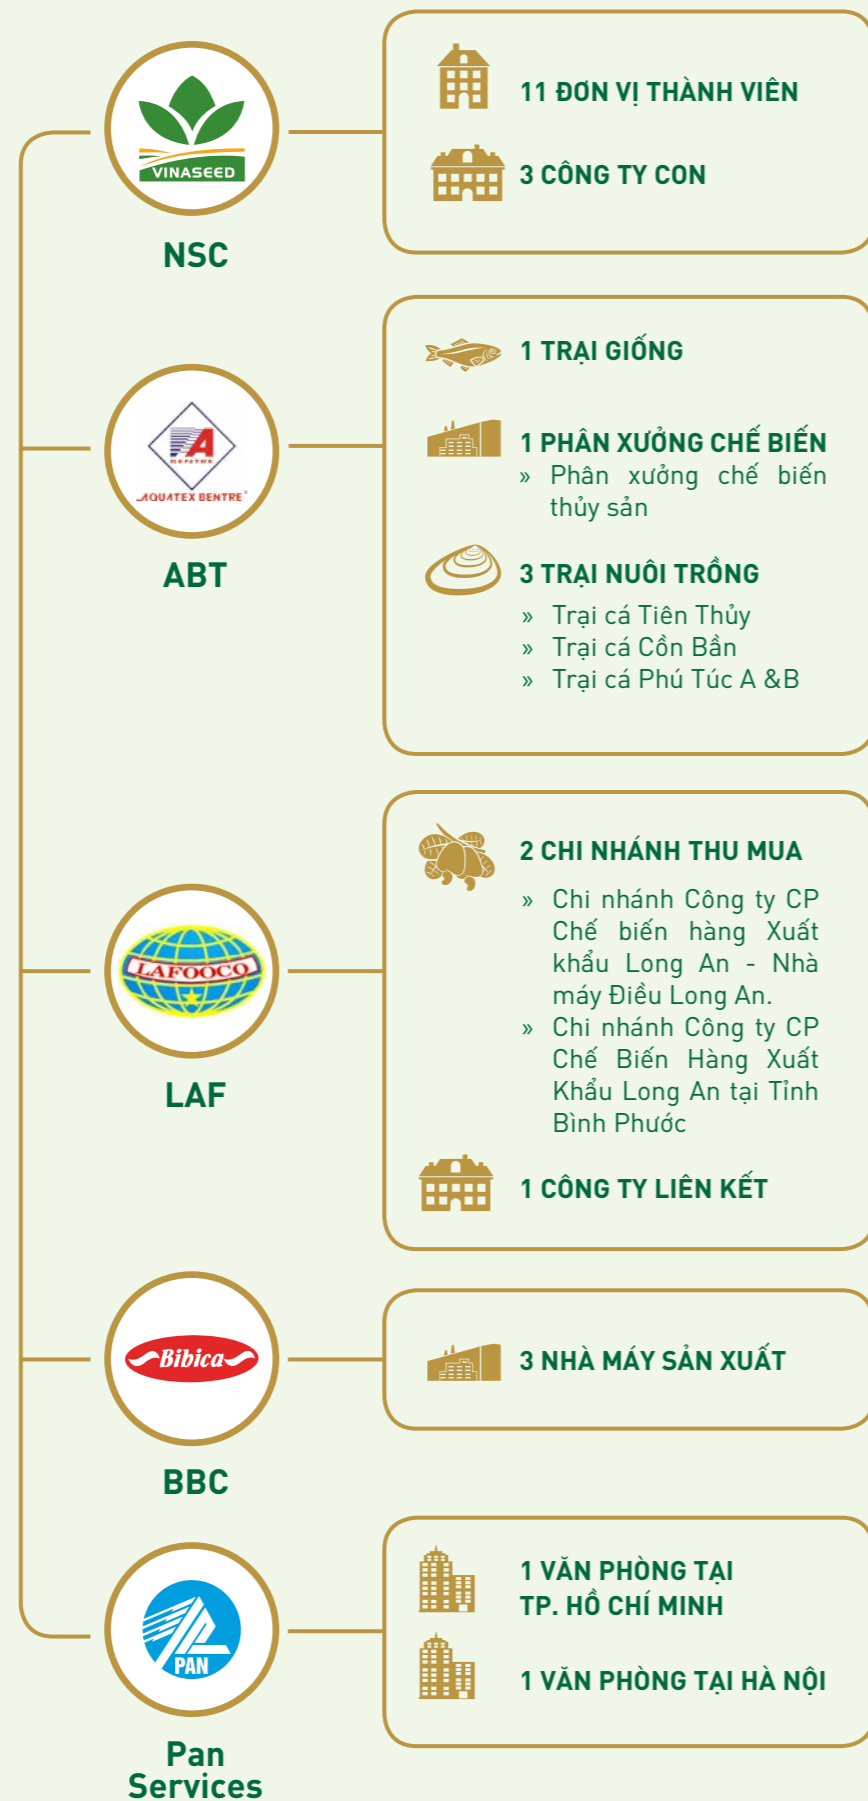 VINASEED
NSC
11 ĐƠN VỊ THÀNH VIÊN
3 CÔNG TY CON
A
BENTRE
AQUATEX BENTRE
ABT
1 TRẠI GIỐNG
1 PHÂN XƯỞNG CHẾ BIẾN
» Phân xưởng chế biến
thủy sản
3 TRẠI NUÔI TRỒNG
» Trại cá Tiên Thủy
» Trại cá Cồn Bần
» Trại cá Phú Túc A &B
LAFOOCO
LAF
2 CHI NHÁNH THU MUA
» Chi nhánh Công ty CP
Chế biến hàng Xuất
khẩu Long An - Nhà
máy Điều Long An.
» Chi nhánh Công ty CP
Chế Biến Hàng Xuất
Khẩu Long An tại Tỉnh
Bình Phước
1 CÔNG TY LIÊN KẾT
Bibica
BBC
3 NHÀ MÁY SẢN XUẤT
PAN
Pan
Services
1 VĂN PHÒNG TẠI
TP. HỒ CHÍ MINH
1 VĂN PHÒNG TẠI HÀ NỘI